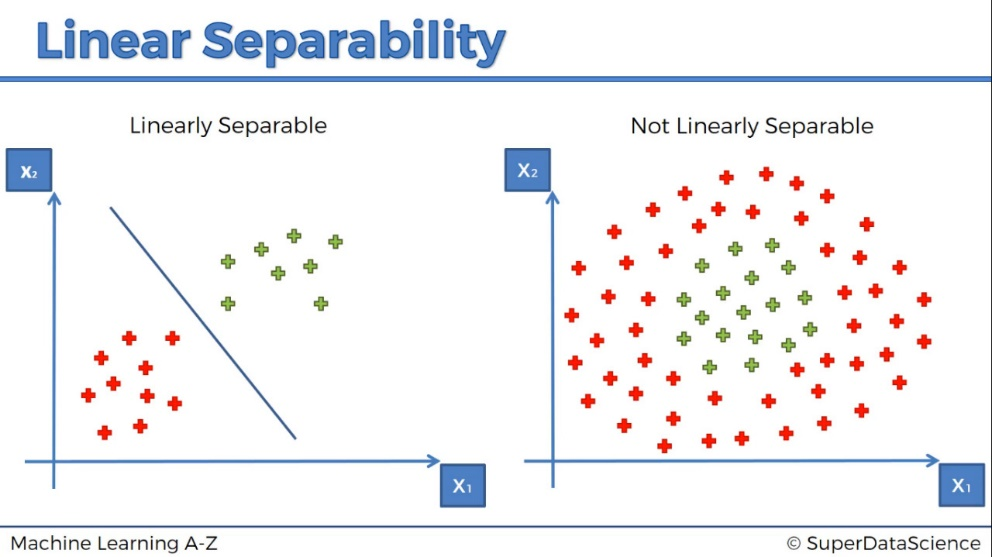 Linear Separability
Linearly Separable
Not Linearly Separable
X₂
X₂
X₁
X₁
Machine Learning A-Z
© SuperDataScience